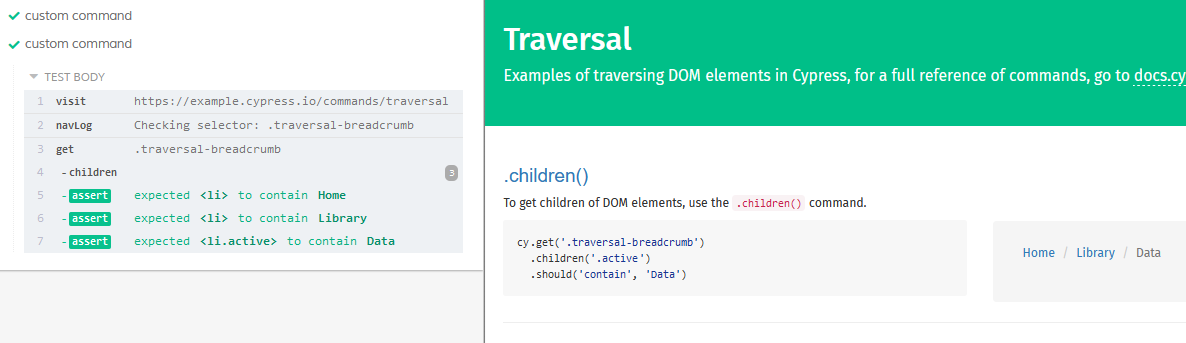 custom command
custom command
TEST BODY
1 visit https://example.cypress.io/commands/traversal
2 navLog Checking selector: .traversal-breadcrumb
3 get .traversal-breadcrumb
4 -children 3
5 -assert expected <li> to contain Home
6 -assert expected <li> to contain Library
7 -assert expected <li.active> to contain Data
Traversal
Examples of traversing DOM elements in Cypress, for a full reference of commands, go to docs.cy
.children()
To get children of DOM elements, use the .children() command.
cy.get('.traversal-breadcrumb')
.children('.active')
.should('contain', 'Data')
Home / Library / Data